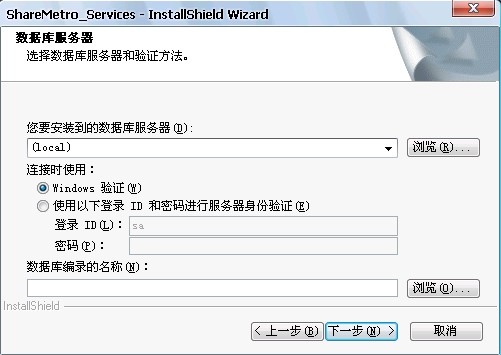 ShareMetro_Services - InstallShield Wizard
数据库服务器
选择数据库服务器和验证方法。
您要安装到的数据库服务器(D):
(local)
浏览(R)...
连接时使用：
Windows 验证(W)
使用以下登录 ID 和密码进行服务器身份验证(E)
登录 ID(L)：
sa
密码(P)：
数据库编录的名称(N)：
浏览(O)...
InstallShield
< 上一步(B)
下一步(N) >
取消